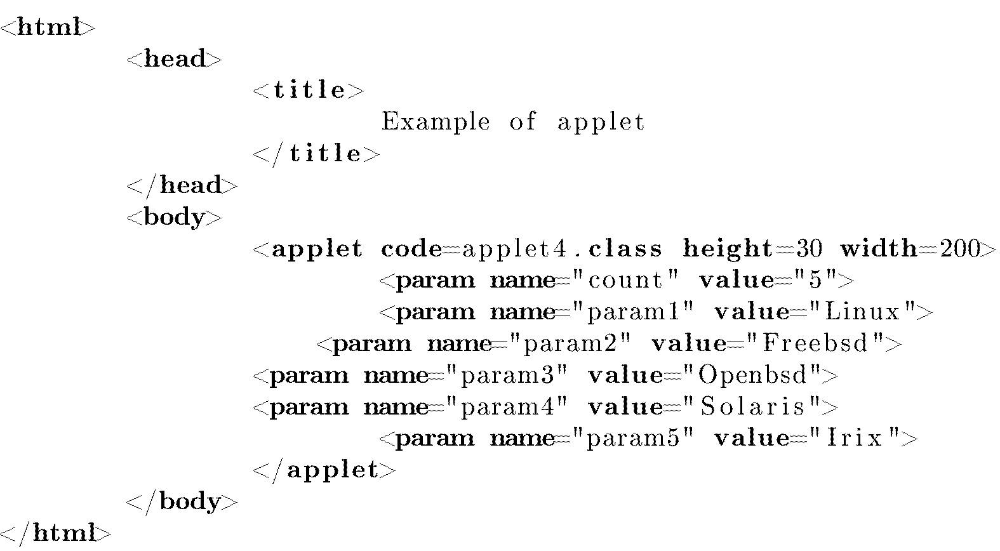 <html>
<head>
<title>
Example of applet
</title>
</head>
<body>
<applet code=applet4.class height=30 width=200>
<param name="count" value="5">
<param name="param1" value="Linux">
<param name="param2" value="Freebsd">
<param name="param3" value="Openbsd">
<param name="param4" value="Solaris">
<param name="param5" value="Irix">
</applet>
</body>
</html>